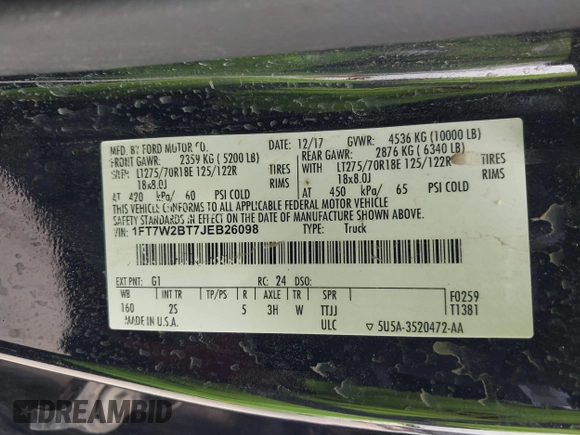 MFD. BY FORD MOTOR CO. 12/17 GVWR: 4536 KG (10000 LB)
FRONT GAWR: 2359 KG (5200 LB) REAR GAWR: 2876 KG (6340 LB)
WITH LT275/70R18E 125/122R TIRES WITH LT275/70R18E 125/122R TIRES
18x8.0J RIMS 18x8.0J RIMS
AT 420 kPa/ 60 PSI COLD AT 450 kPa/ 65 PSI COLD
THIS VEHICLE CONFORMS TO ALL APPLICABLE FEDERAL MOTOR VEHICLE
SAFETY STANDARDS IN EFFECT ON THE DATE OF MANUFACTURE SHOWN ABOVE.
VIN: 1FT7W2BT7JEB26098 TYPE: Truck
EXT PNT: G1 RC: 24 DSO:
WB INT TR TP/PS R AXLE TR SPR F0259
160 2S 5 3H W TTJJ T1381
MADE IN U.S.A. ULC 5U5A-3520472-AA
DREAMBID